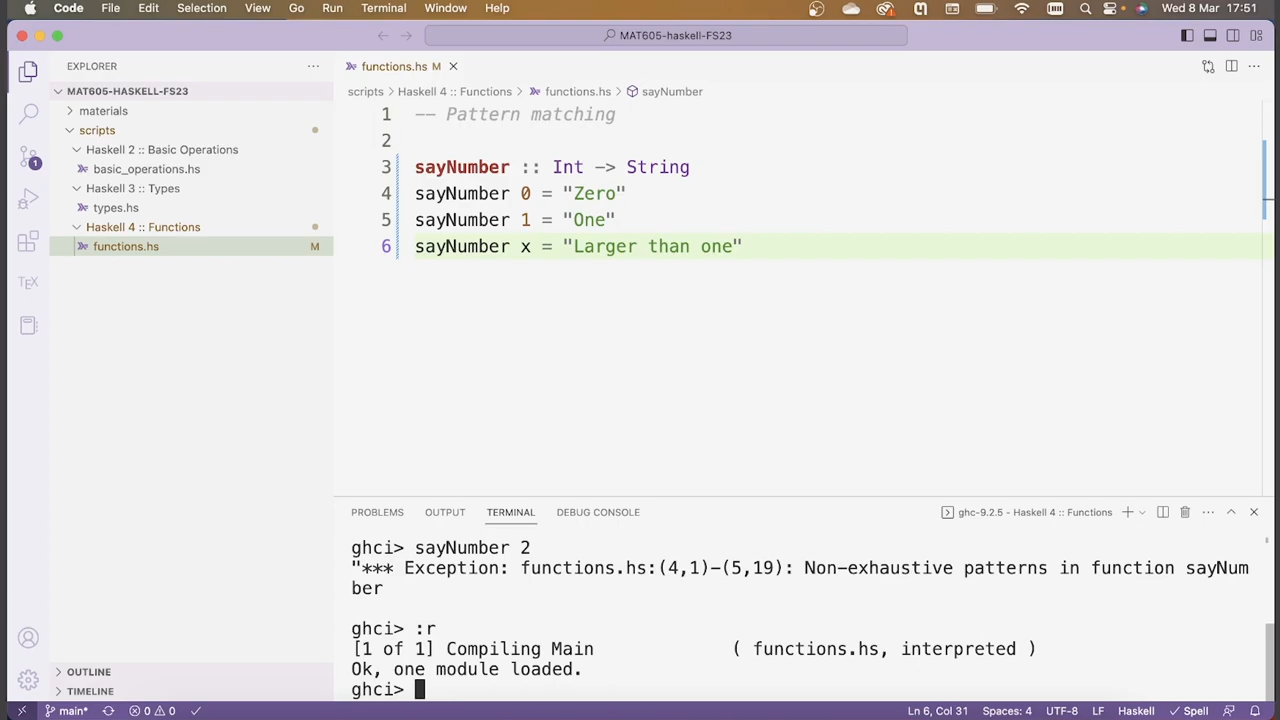 Code File Edit Selection View Go Run Terminal Window Help Wed 8 Mar 17:51
MAT605-haskell-FS23
EXPLORER
MAT605-HASKELL-FS23
materials
scripts
Haskell 2 :: Basic Operations
basic_operations.hs
Haskell 3 :: Types
types.hs
Haskell 4 :: Functions
functions.hs M
OUTLINE
TIMELINE
functions.hs M
scripts > Haskell 4 :: Functions > functions.hs > sayNumber
1 -- Pattern matching
2
3 sayNumber :: Int -> String
4 sayNumber 0 = "Zero"
5 sayNumber 1 = "One"
6 sayNumber x = "Larger than one"
PROBLEMS OUTPUT TERMINAL DEBUG CONSOLE ghc-9.2.5 - Haskell 4 :: Functions
ghci> sayNumber 2
"*** Exception: functions.hs:(4,1)-(5,19): Non-exhaustive patterns in function sayNum
ber
ghci> :r
[1 of 1] Compiling Main ( functions.hs, interpreted )
Ok, one module loaded.
ghci>
main* 0 0 Ln 6, Col 31 Spaces: 4 UTF-8 LF Haskell Spell
TEX
1